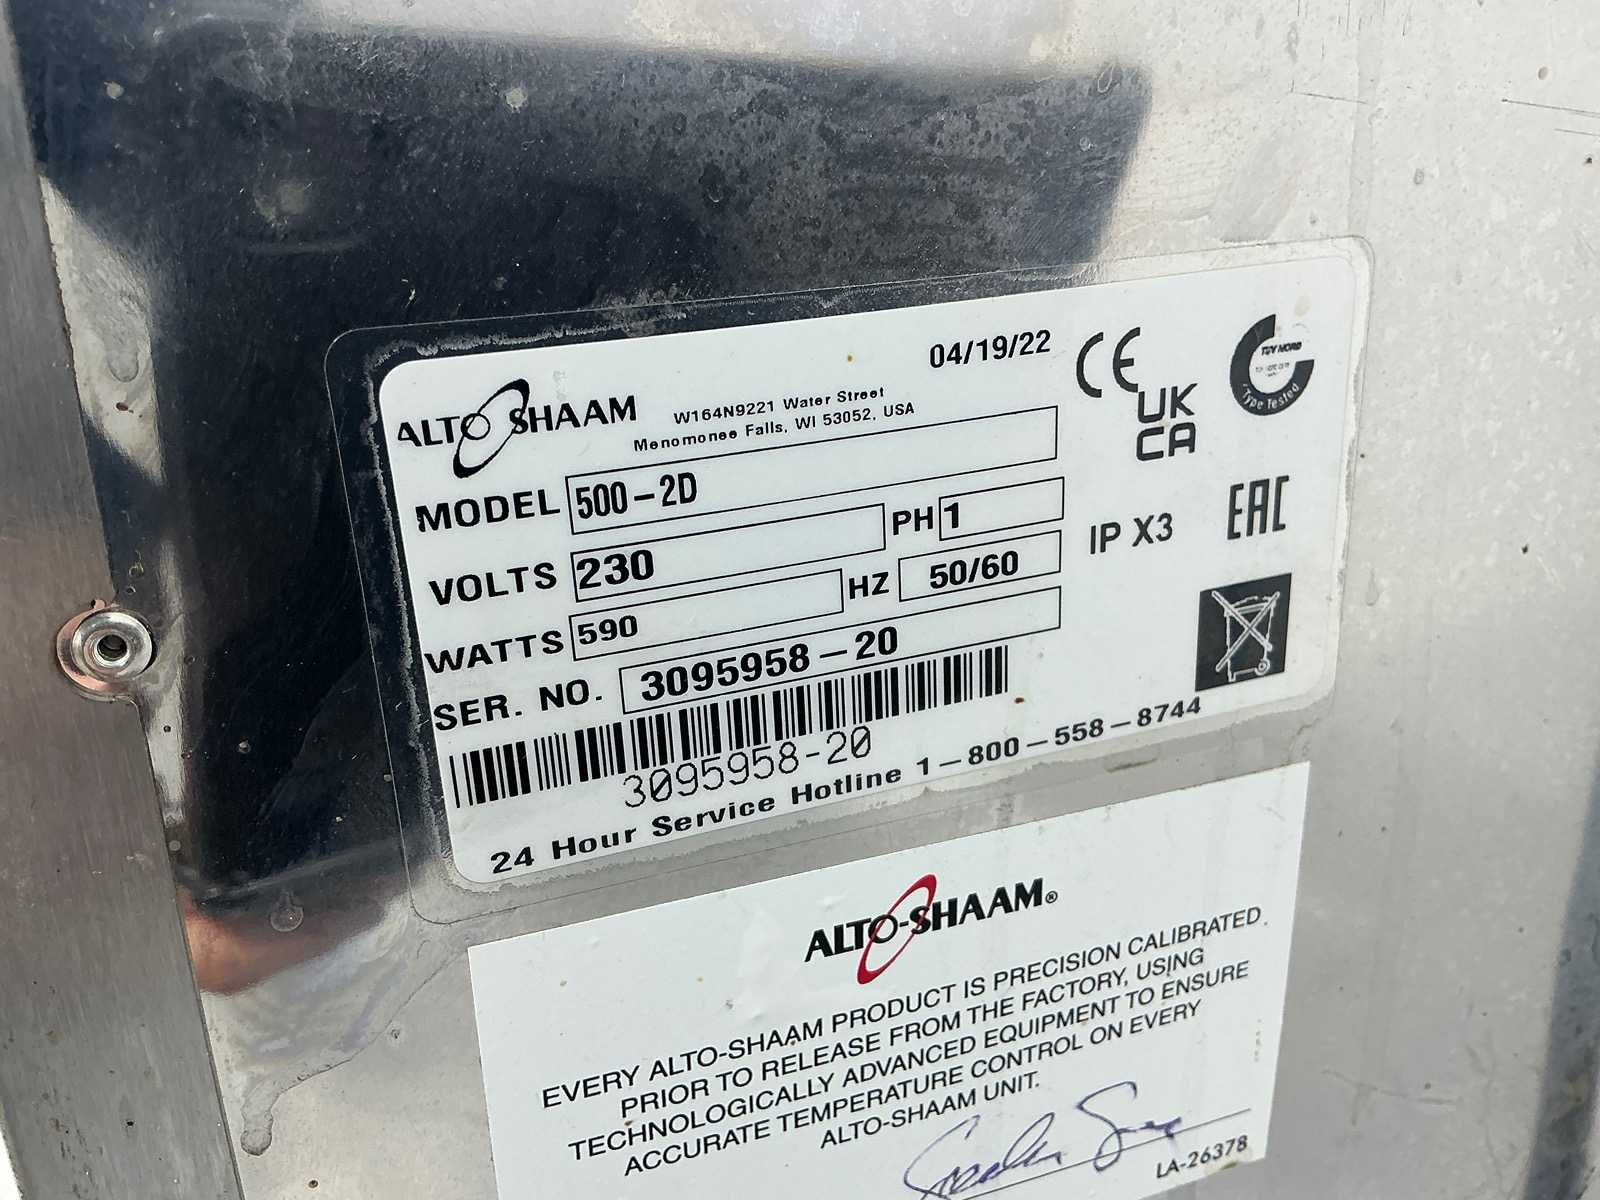 04/19/22
CE
UK
CA
TÜV NORD
Type Tested
ALTO SHAAM
W164N9221 Water Street
Menomonee Falls, WI 53052, USA
MODEL 500-2D
VOLTS 230 PH 1
WATTS 590 HZ 50/60
IP X3
EAC
SER. NO. 3095958-20
3095958-20
24 Hour Service Hotline 1-800-558-8744
ALTO-SHAAM®
EVERY ALTO-SHAAM PRODUCT IS PRECISION CALIBRATED
PRIOR TO RELEASE FROM THE FACTORY, USING
TECHNOLOGICALLY ADVANCED EQUIPMENT TO ENSURE
ACCURATE TEMPERATURE CONTROL ON EVERY
ALTO-SHAAM UNIT.
LA-26378